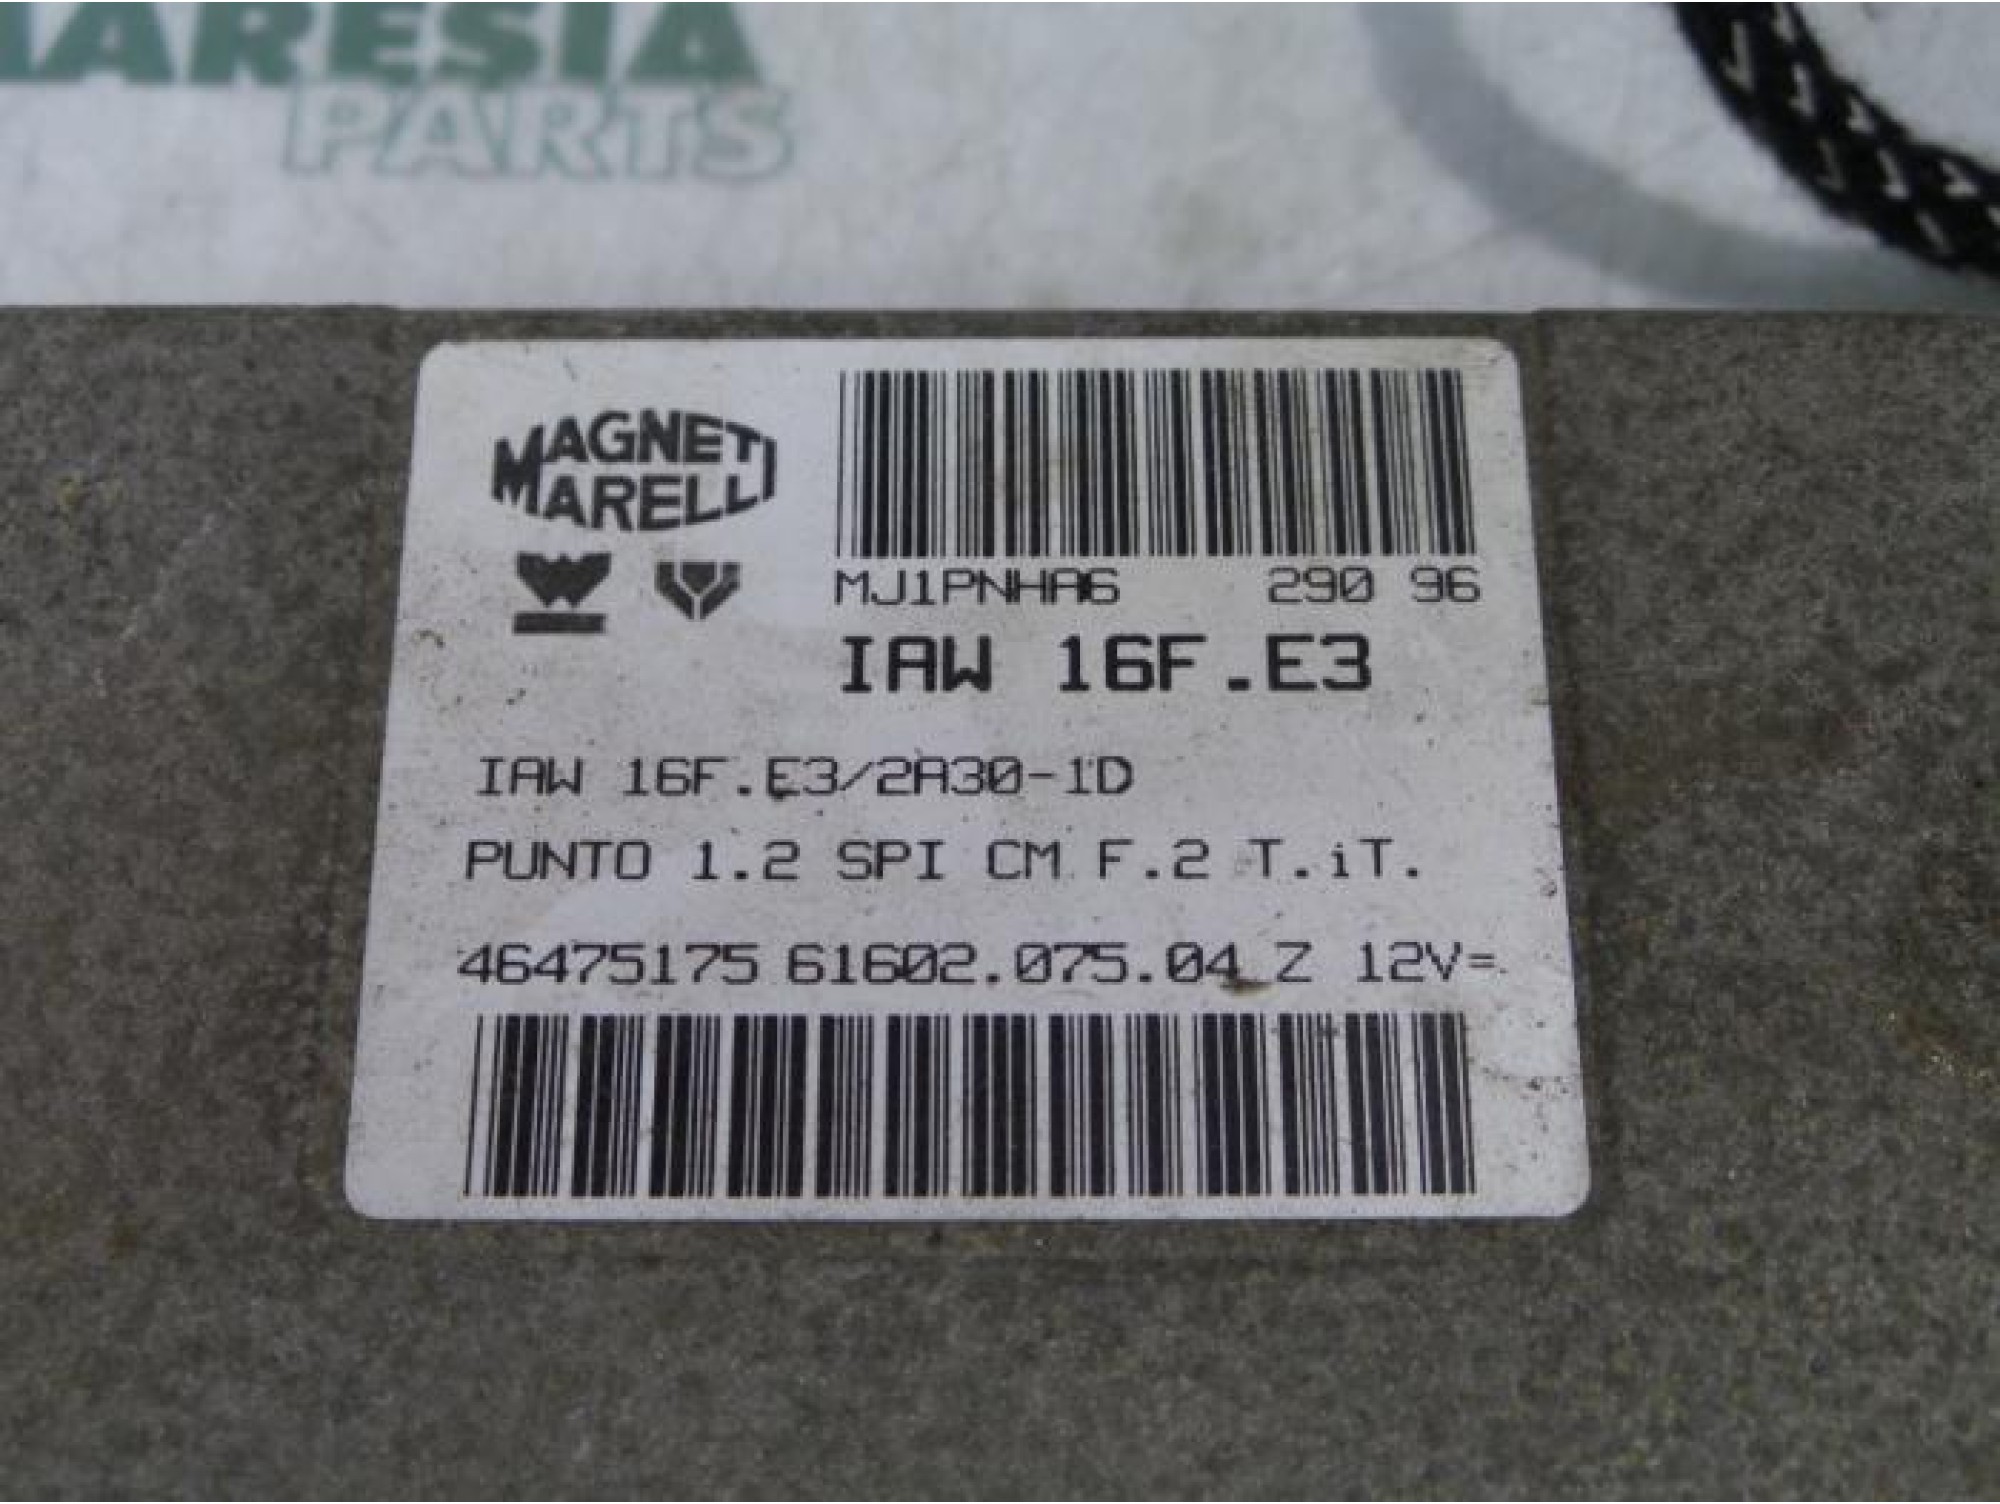 ARESIA
PARTS
MAGNETI
MARELLI
MJ1PNHA6 290 96
IAW 16F.E3
IAW 16F.E3/2A30-1D
PUNTO 1.2 SPI CM F.2 T.iT.
46475175 61602.075.04 Z 12V=